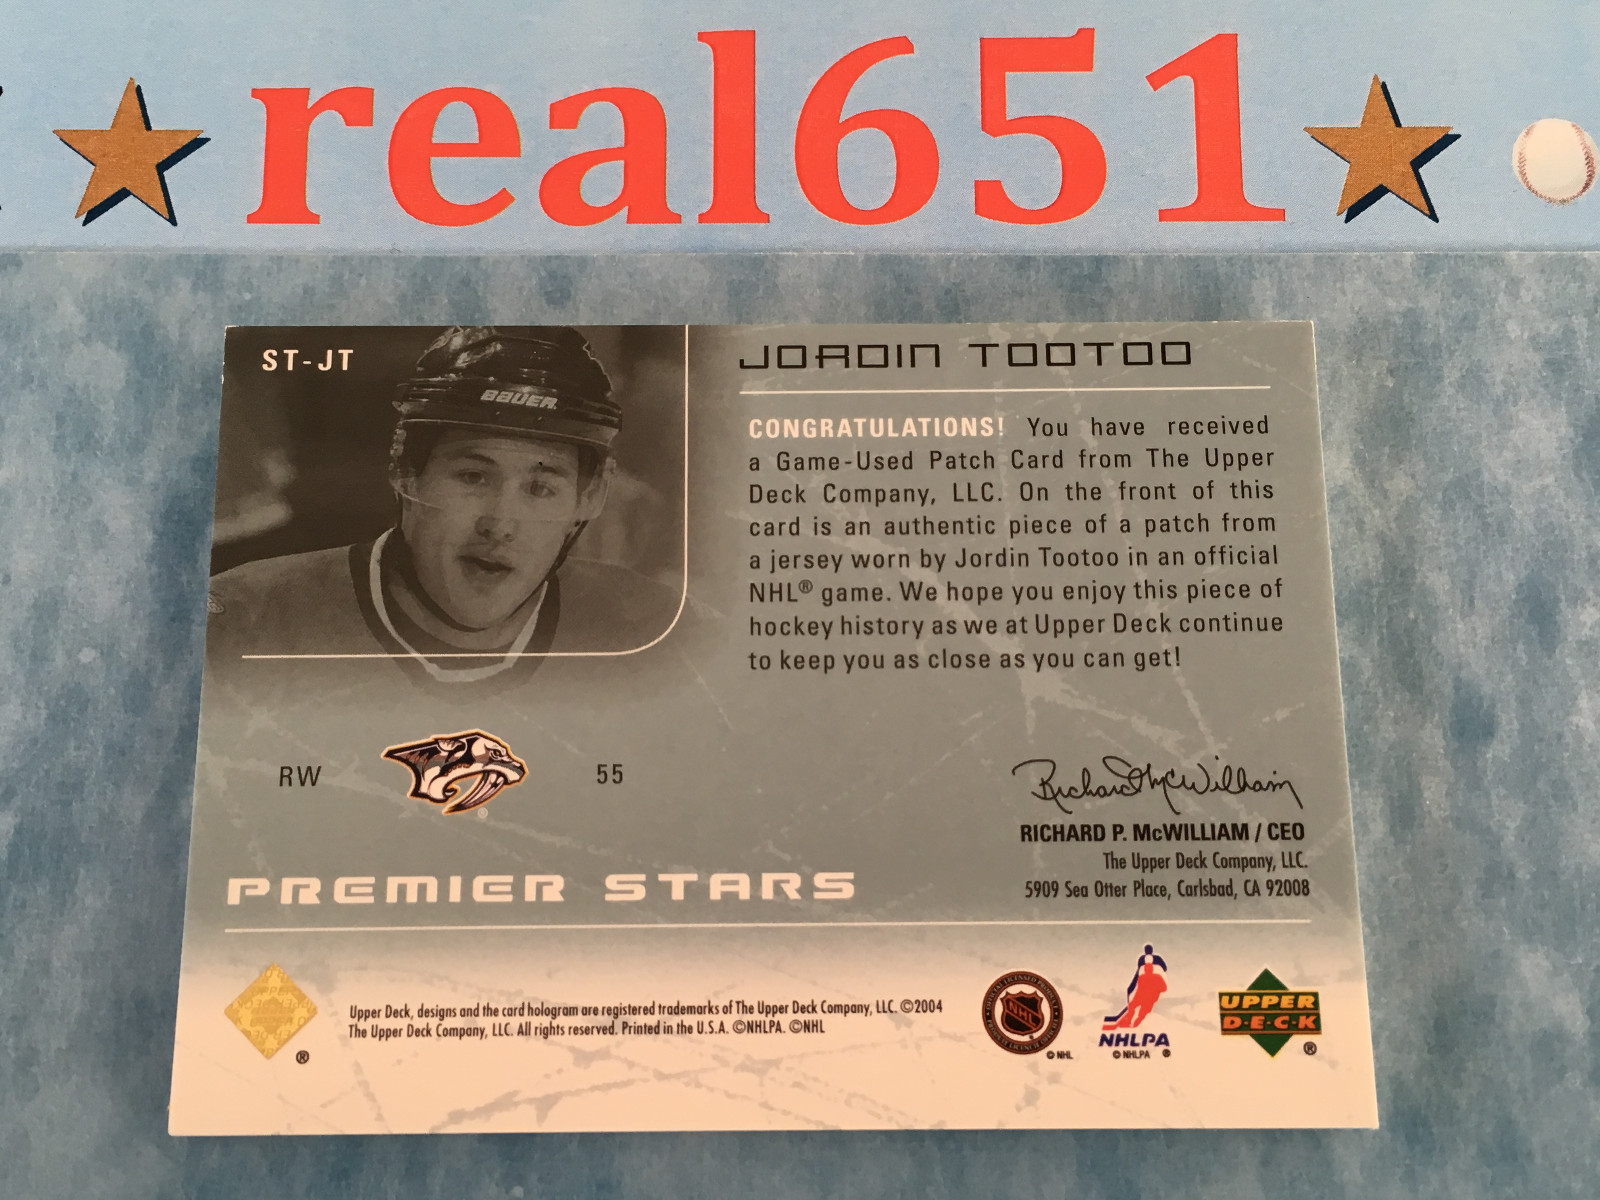 real651
ST-JT
BAUER
JORDIN TOOTOO
CONGRATULATIONS! You have received
a Game-Used Patch Card from The Upper
Deck Company, LLC. On the front of this
card is an authentic piece of a patch from
a jersey worn by Jordin Tootoo in an official
NHL® game. We hope you enjoy this piece of
hockey history as we at Upper Deck continue
to keep you as close as you can get!
RW
55
Richard McWilliam
RICHARD P. McWILLIAM / CEO
The Upper Deck Company, LLC.
5909 Sea Otter Place, Carlsbad, CA 92008
PREMIER STARS
®
Upper Deck, designs and the card hologram are registered trademarks of The Upper Deck Company, LLC. ©2004
The Upper Deck Company, LLC. All rights reserved. Printed in the U.S.A. ©NHLPA. ©NHL
NHL
© NHL
NHLPA
© NHLPA ®
UPPER
D·E·C·K
®